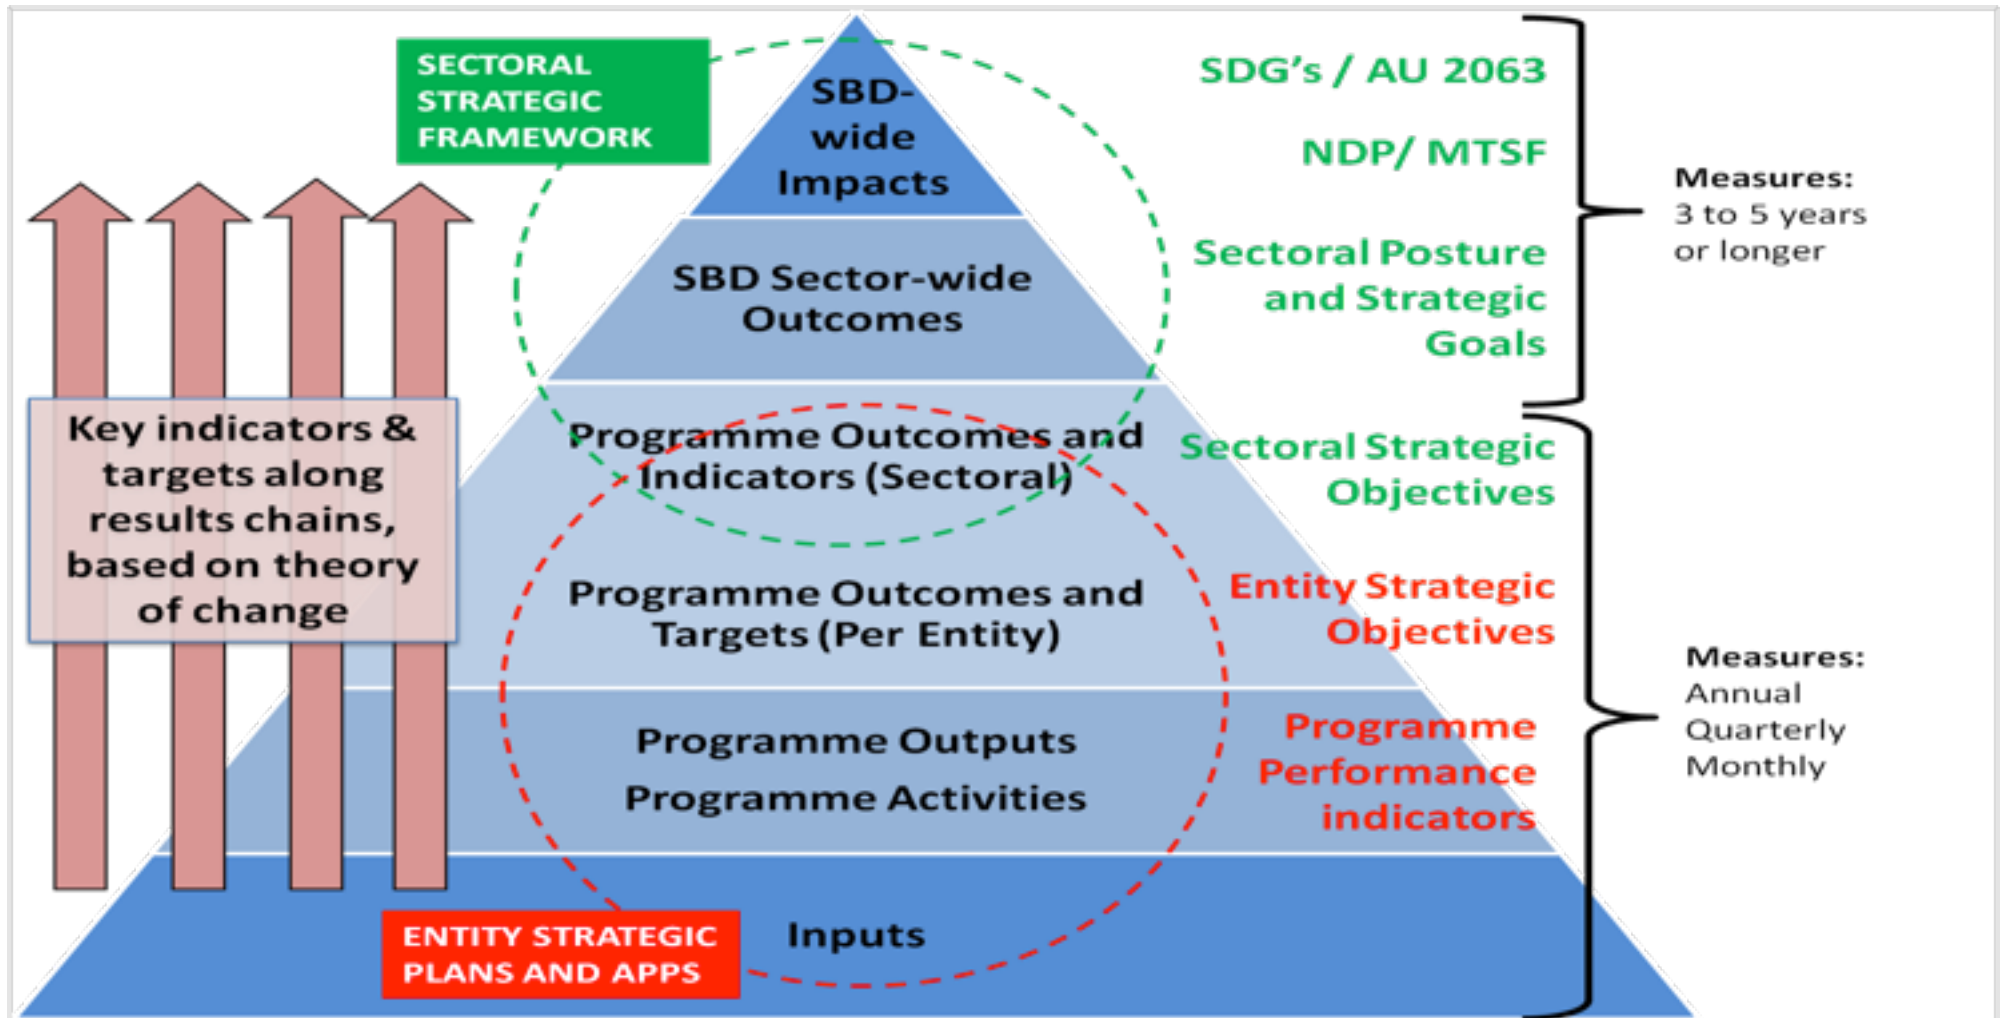 SECTORAL
STRATEGIC
FRAMEWORK
SBD-
wide
Impacts
SBD Sector-wide
Outcomes
Programme Outcomes and
Indicators (Sectoral)
Programme Outcomes and
Targets (Per Entity)
Programme Outputs
Programme Activities
Inputs
ENTITY STRATEGIC
PLANS AND APPS
Key indicators &
targets along
results chains,
based on theory
of change
SDG's / AU 2063
NDP/ MTSF
Sectoral Posture
and Strategic
Goals
Sectoral Strategic
Objectives
Entity Strategic
Objectives
Programme
Performance
indicators
Measures:
3 to 5 years
or longer
Measures:
Annual
Quarterly
Monthly